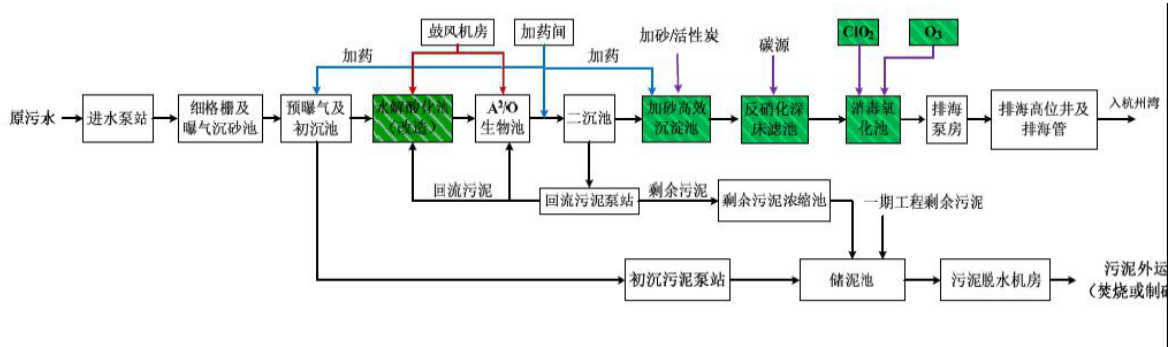 鼓风机房
加药间
加砂/活性炭
碳源
ClO₂
O₃
加药
加药
原污水
进水泵站
细格栅及
曝气沉砂池
预曝气及
初沉池
水解酸化池
（改造）
A²/O
生物池
二沉池
加砂高效
沉淀池
反硝化深
床滤池
消毒氧
化池
排海
泵房
排海高位井及
排海管
入杭州湾
回流污泥
回流污泥泵站
剩余污泥
剩余污泥浓缩池
一期工程剩余污泥
初沉污泥泵站
储泥池
污泥脱水机房
污泥外运
（焚烧或制